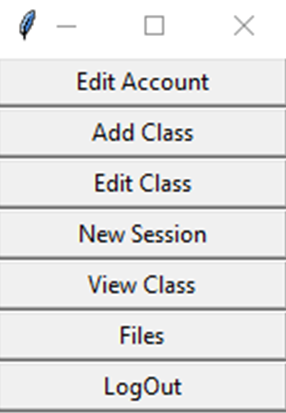 Edit Account
Add Class
Edit Class
New Session
View Class
Files
LogOut